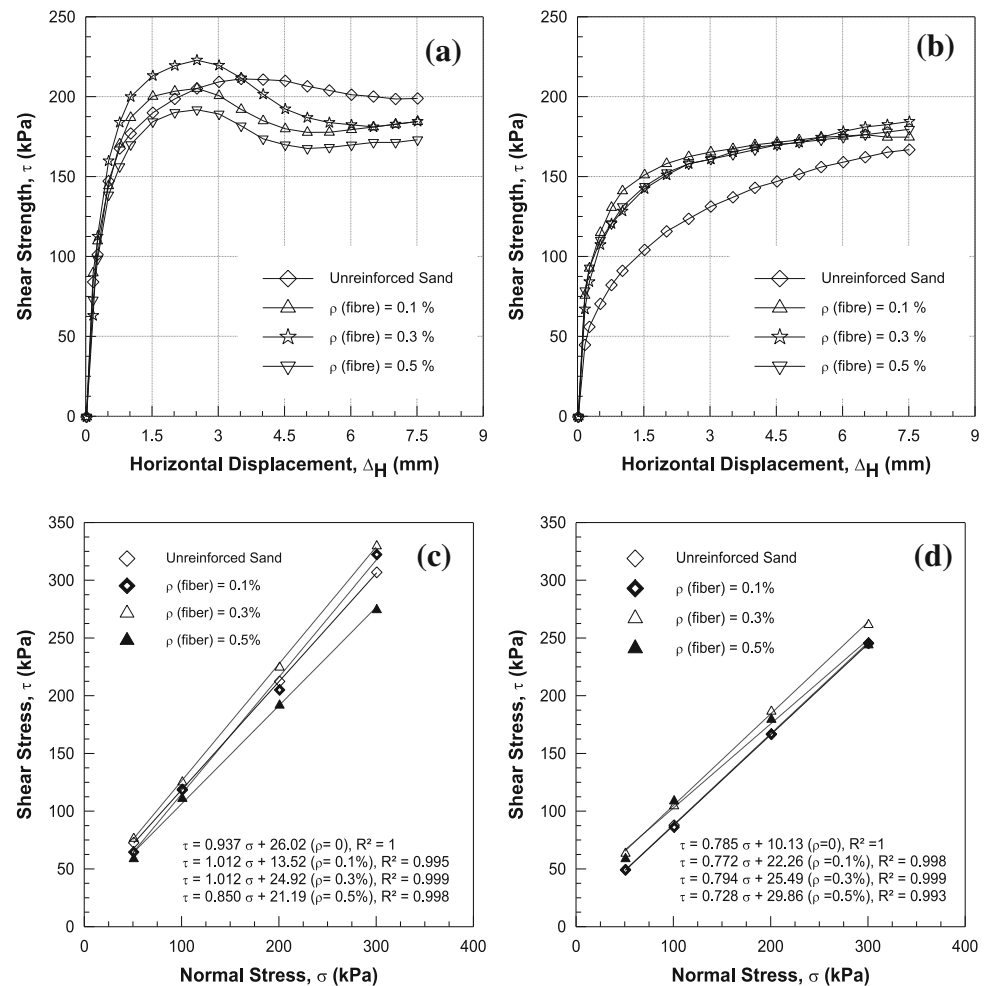 (a)
250
200
150
100
50
0
Shear Strength, τ (kPa)
Unreinforced Sand
ρ (fibre) = 0.1 %
ρ (fibre) = 0.3 %
ρ (fibre) = 0.5 %
0 1.5 3 4.5 6 7.5 9
Horizontal Displacement, ΔH (mm)
(b)
250
200
150
100
50
0
Shear Strength, τ (kPa)
Unreinforced Sand
ρ (fibre) = 0.1 %
ρ (fibre) = 0.3 %
ρ (fibre) = 0.5 %
0 1.5 3 4.5 6 7.5 9
Horizontal Displacement, ΔH (mm)
(c)
350
300
250
200
150
100
50
0
Shear Stress, τ (kPa)
Unreinforced Sand
ρ (fiber) = 0.1%
ρ (fiber) = 0.3%
ρ (fiber) = 0.5%
τ = 0.937 σ + 26.02 (ρ= 0), R² = 1
τ = 1.012 σ + 13.52 (ρ= 0.1%), R² = 0.995
τ = 1.012 σ + 24.92 (ρ= 0.3%), R² = 0.999
τ = 0.850 σ + 21.19 (ρ= 0.5%), R² = 0.998
0 100 200 300 400
Normal Stress, σ (kPa)
(d)
350
300
250
200
150
100
50
0
Shear Stress, τ (kPa)
Unreinforced Sand
ρ (fiber) = 0.1%
ρ (fiber) = 0.3%
ρ (fiber) = 0.5%
τ = 0.785 σ + 10.13 (ρ=0), R² =1
τ = 0.772 σ + 22.26 (ρ =0.1%), R² = 0.998
τ = 0.794 σ + 25.49 (ρ =0.3%), R² = 0.999
τ = 0.728 σ + 29.86 (ρ =0.5%), R² = 0.993
0 100 200 300 400
Normal Stress, σ (kPa)